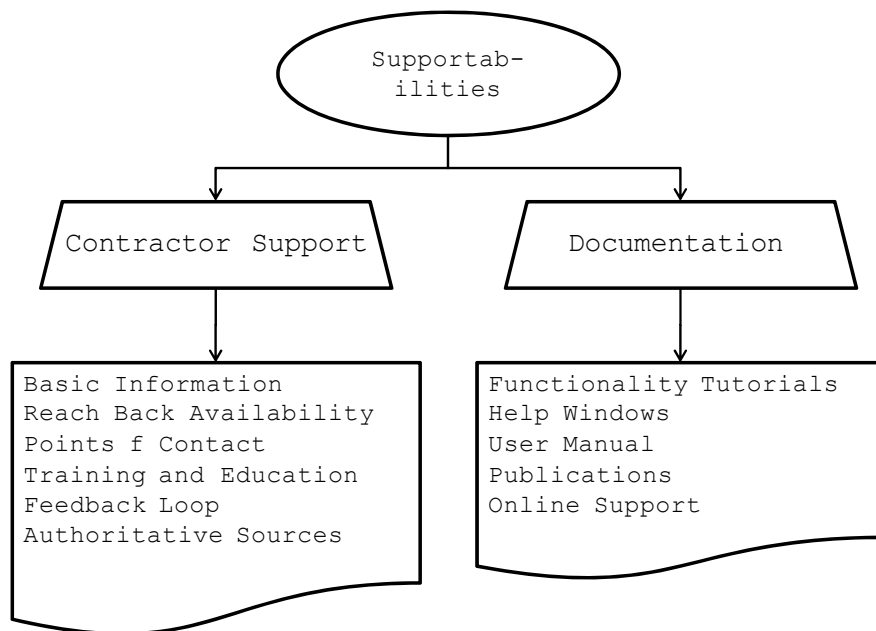 Supportab-
ilities
Contractor Support
Documentation
Basic Information
Reach Back Availability
Points f Contact
Training and Education
Feedback Loop
Authoritative Sources
Functionality Tutorials
Help Windows
User Manual
Publications
Online Support